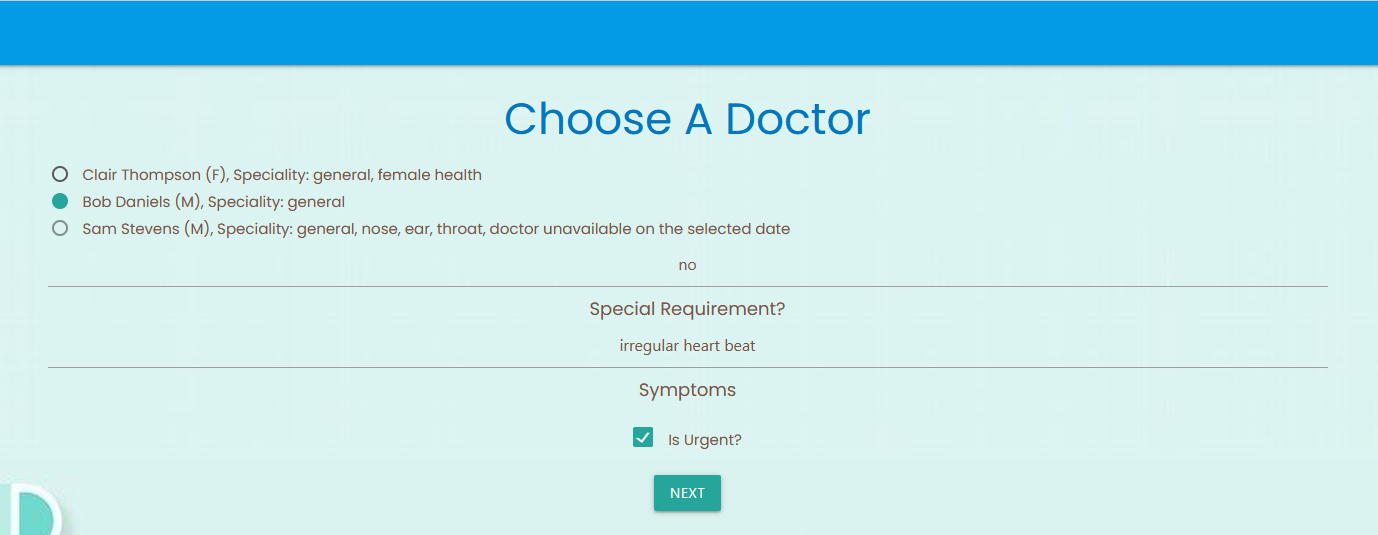 Choose A Doctor
Clair Thompson (F), Speciality: general, female health
Bob Daniels (M), Speciality: general
Sam Stevens (M), Speciality: general, nose, ear, throat, doctor unavailable on the selected date
no
Special Requirement?
irregular heart beat
Symptoms
Is Urgent?
NEXT